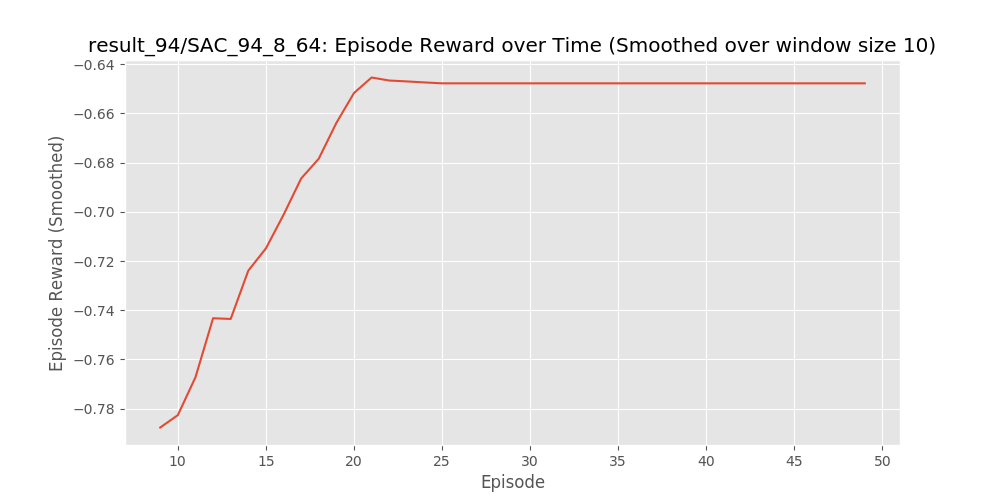 result_94/SAC_94_8_64: Episode Reward over Time (Smoothed over window size 10)
−0.64
−0.66
−0.68
−0.70
−0.72
−0.74
−0.76
−0.78
Episode Reward (Smoothed)
10 15 20 25 30 35 40 45 50
Episode